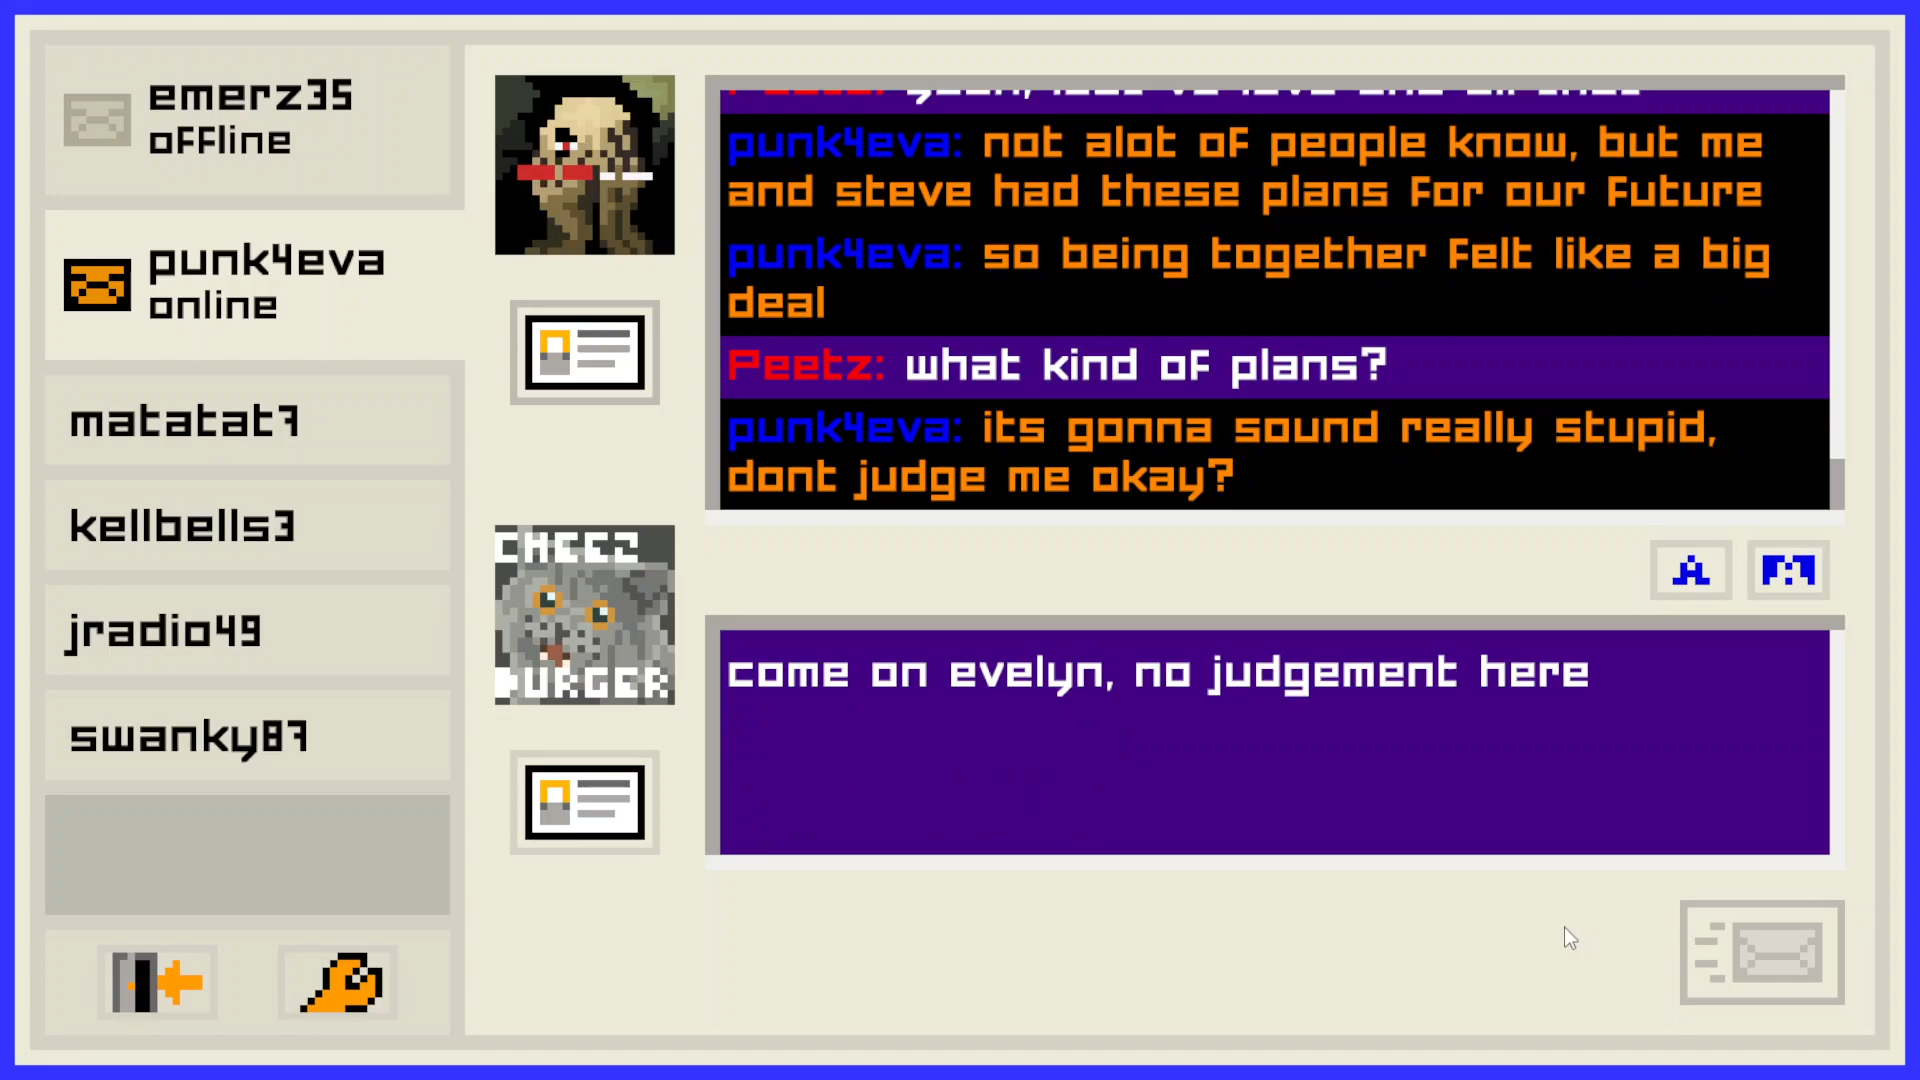 emerz35
offline
punk4eva
online
matatat7
kellbells3
jradio49
swanky87
punk4eva: not alot of people know, but me
and steve had these plans for our future
punk4eva: so being together felt like a big
deal
Peetz: what kind of plans?
punk4eva: its gonna sound really stupid,
dont judge me okay?
CHEEZ
BURGER
A
come on evelyn, no judgement here